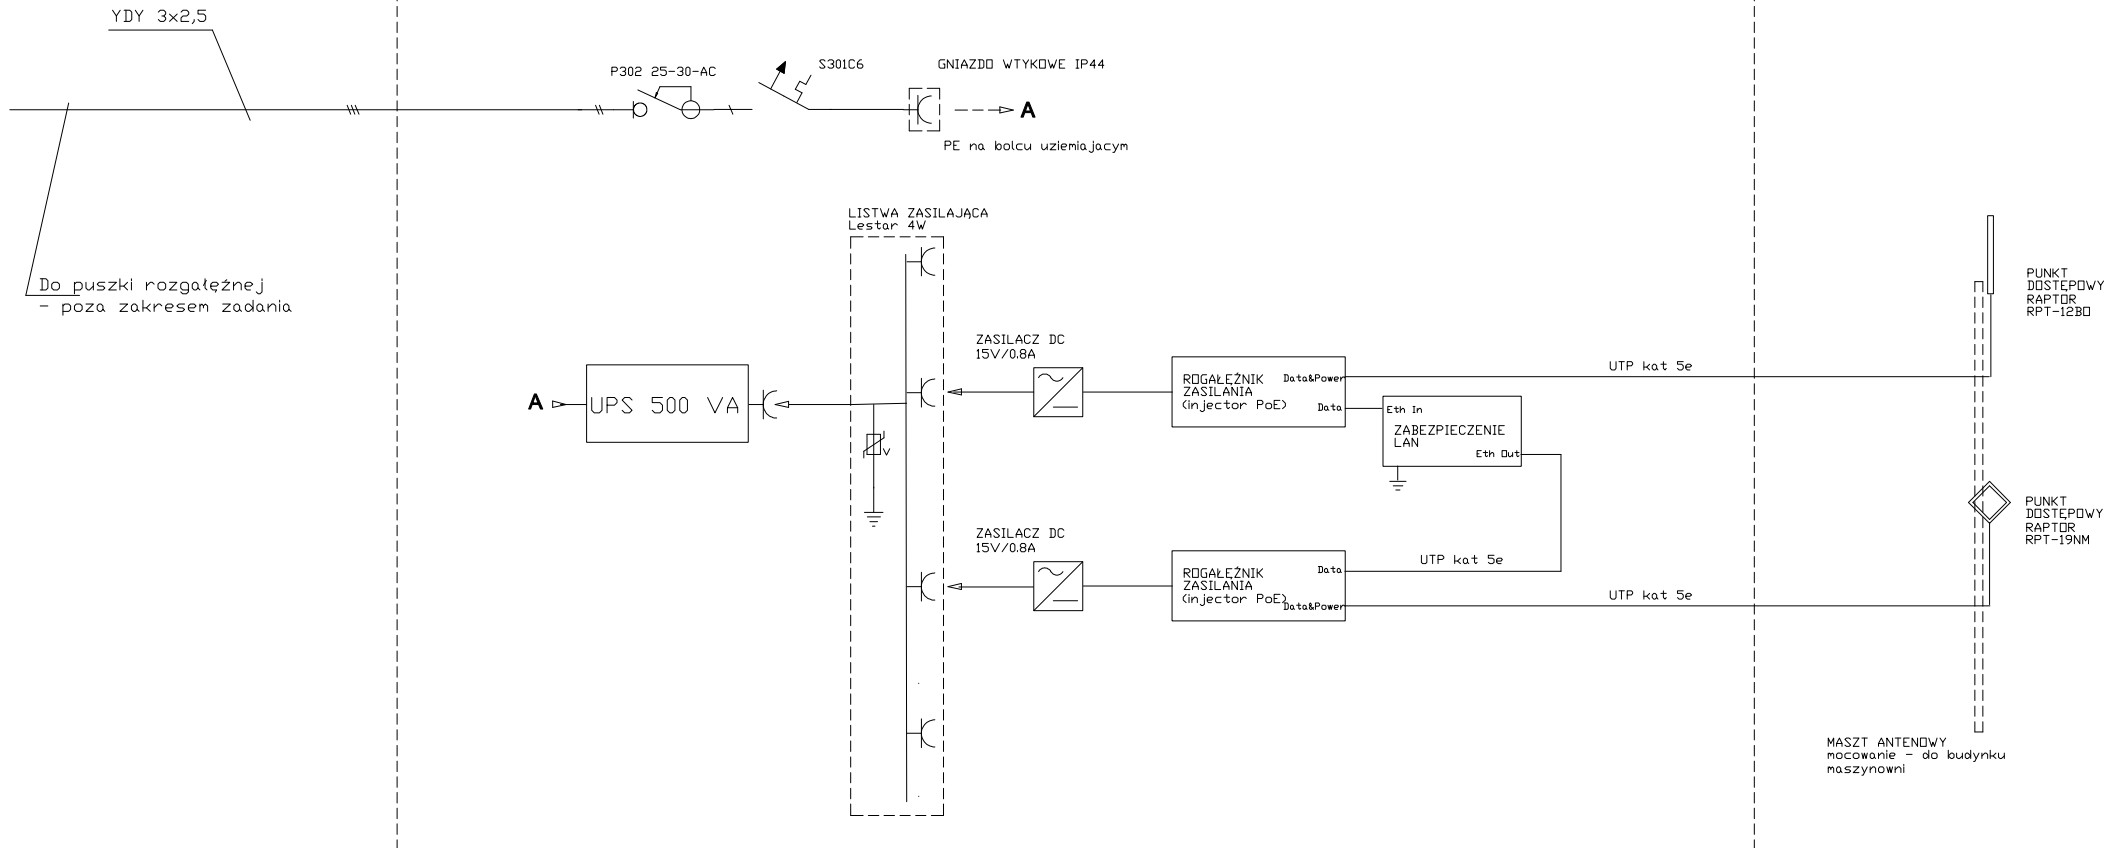 YDY 3x2,5
P302 25-30-AC
S301C6
GNIAZDO WTYKOWE IP44
A
PE na bolcu uziemiajacym
Do puszki rozgałęźnej
- poza zakresem zadania
LISTWA ZASILAJĄCA
Lestar 4W
A
UPS 500 VA
V
ZASILACZ DC
15V/0.8A
ROGAŁĘŹNIK
ZASILANIA
(injector PoE)
Data&Power
Data
UTP kat 5e
Eth In
ZABEZPIECZENIE
LAN
Eth Out
PUNKT
DOSTĘPOWY
RAPTOR
RPT-12BO
ZASILACZ DC
15V/0.8A
ROGAŁĘŹNIK
ZASILANIA
(injector PoE)
Data
Data&Power
UTP kat 5e
UTP kat 5e
PUNKT
DOSTĘPOWY
RAPTOR
RPT-19NM
MASZT ANTENOWY
mocowanie - do budynku
maszynowni